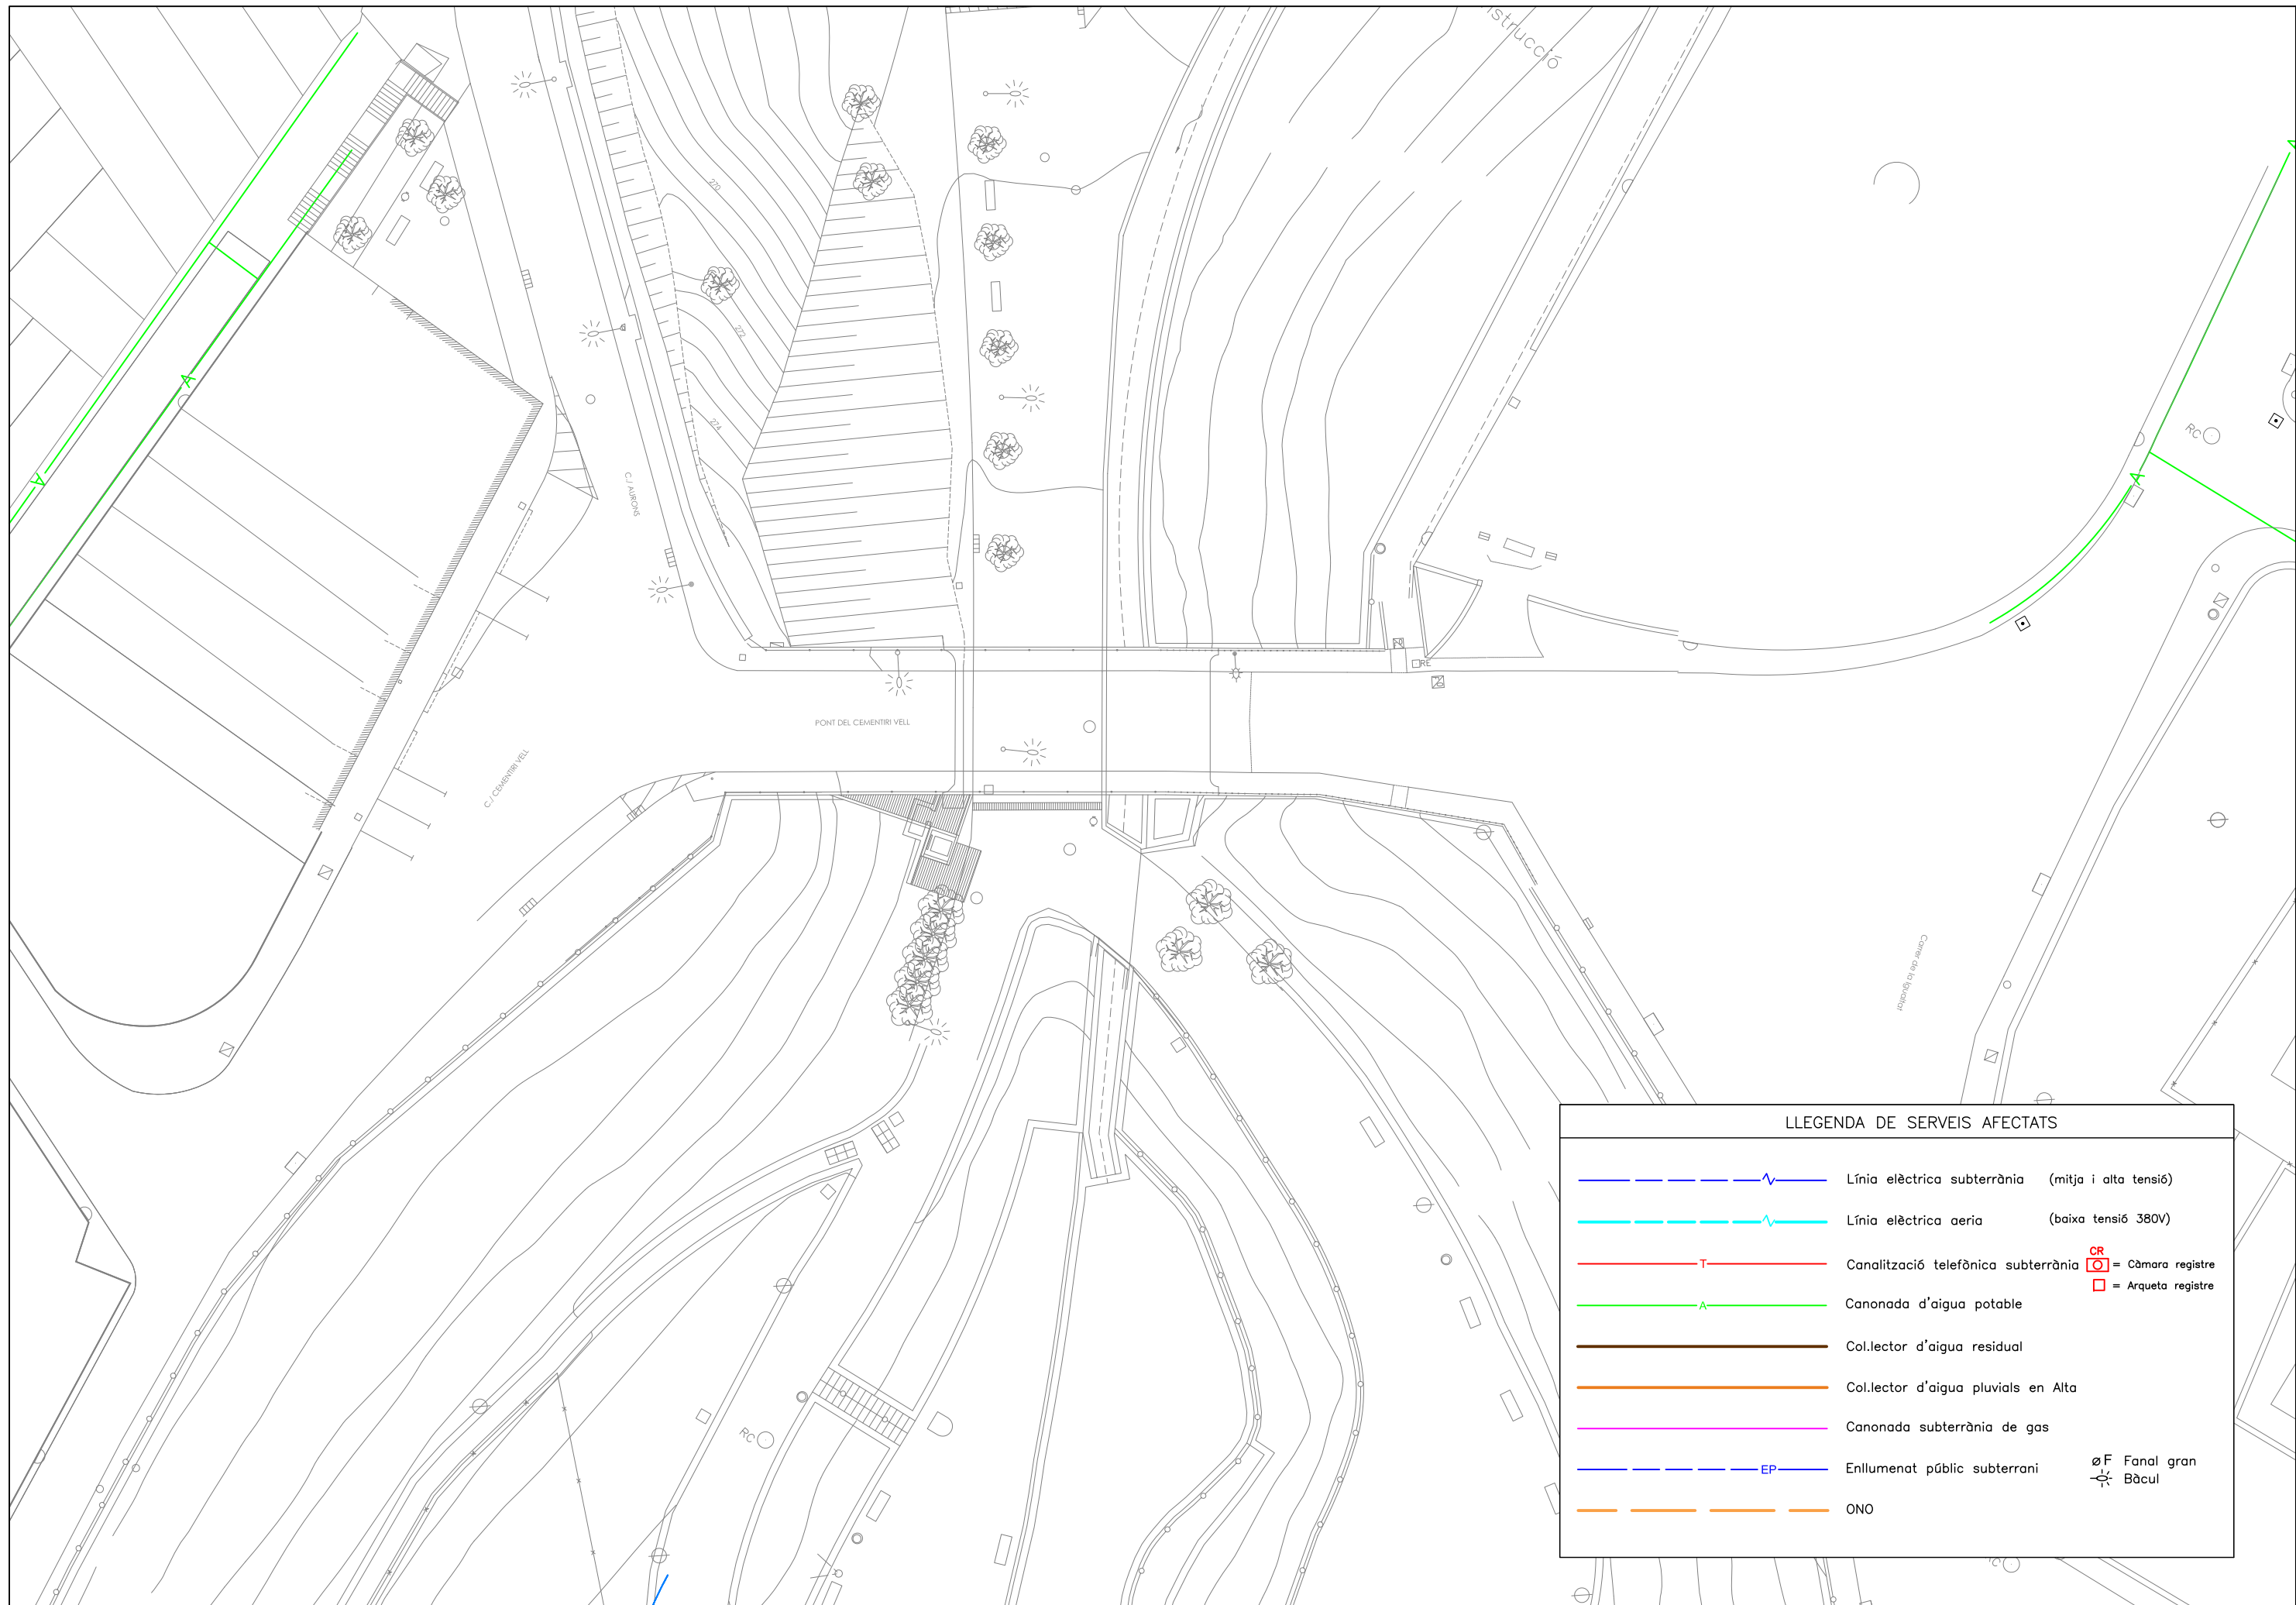 270
272
274
C/ AURONS
A
A
A
RC
RE
PONT DEL CEMENTIRI VELL
C/ CEMENTIRI VELL
Carrer de la Igualtat
RC
LLEGENDA DE SERVEIS AFECTATS
Línia elèctrica subterrània (mitja i alta tensió)
Línia elèctrica aeria (baixa tensió 380V)
T Canalització telefònica subterrània CR = Càmara registre
= Arqueta registre
A Canonada d'aigua potable
Col.lector d'aigua residual
Col.lector d'aigua pluvials en Alta
Canonada subterrània de gas
EP Enllumenat públic subterrani øF Fanal gran
Bàcul
ONO